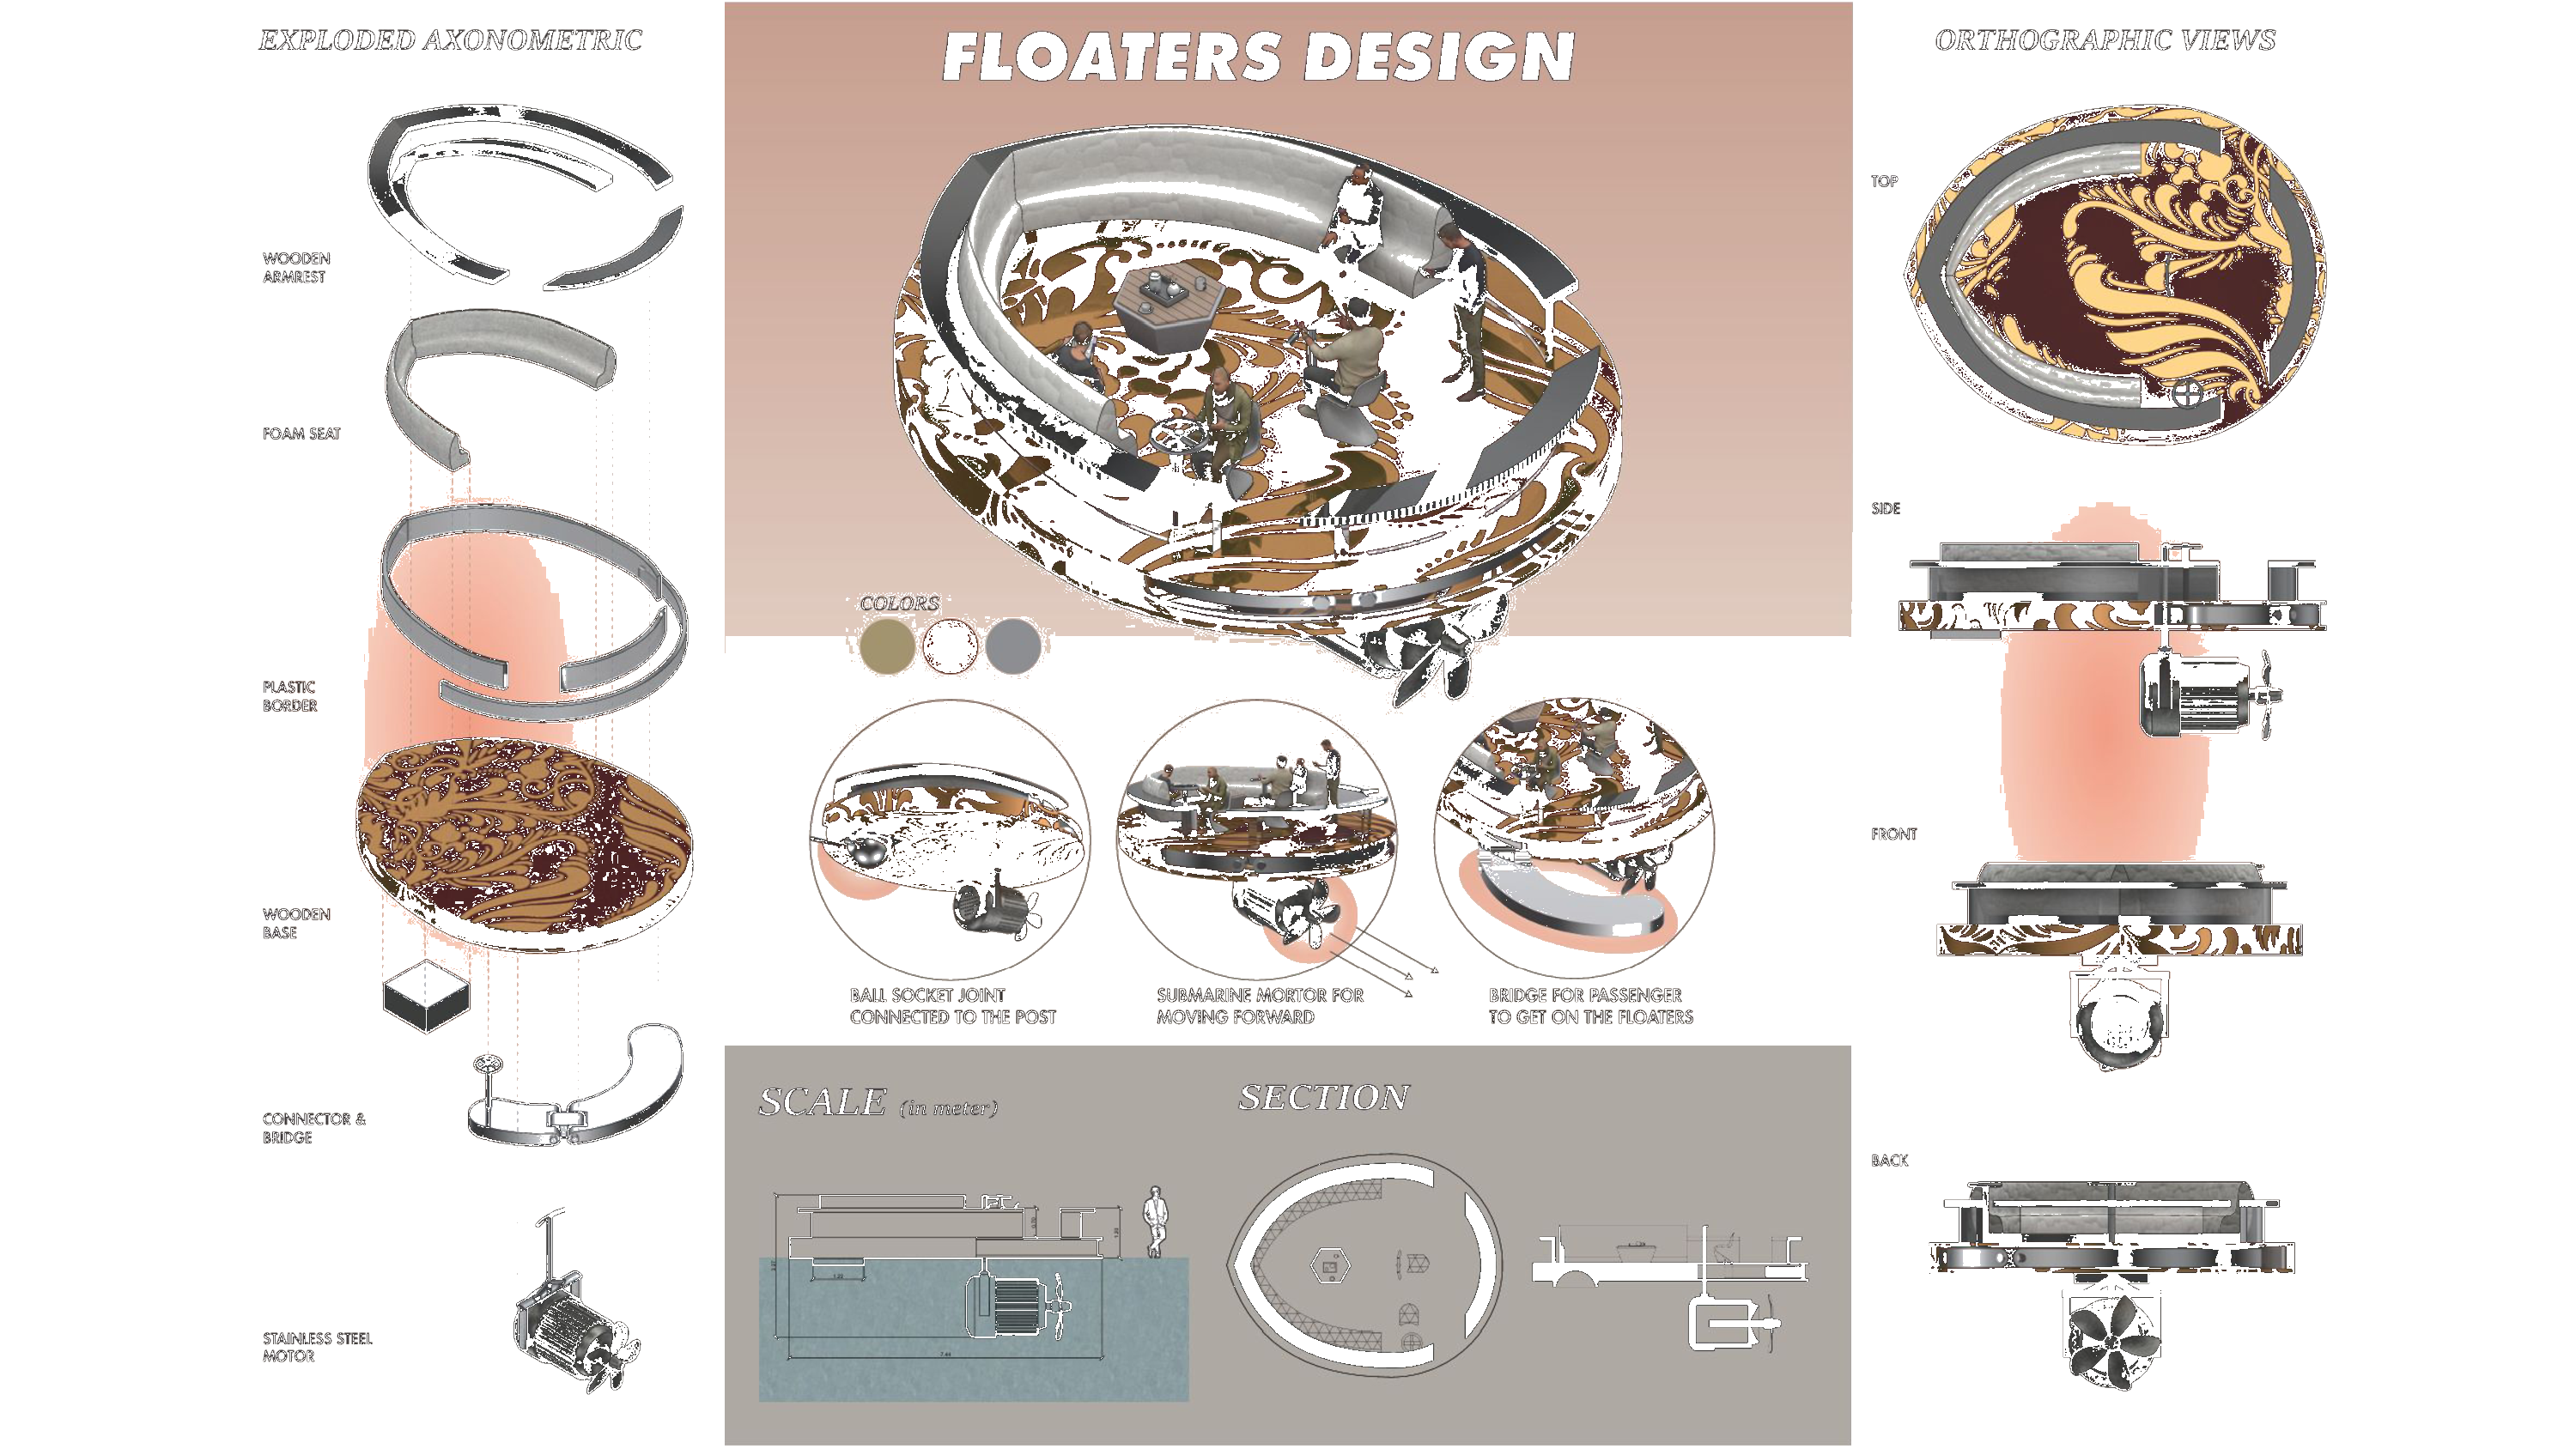 EXPLODED AXONOMETRIC
WOODEN
ARMREST
FOAM SEAT
PLASTIC
BORDER
WOODEN
BASE
CONNECTOR &
BRIDGE
STAINLESS STEEL
MOTOR
FLOATERS DESIGN
COLORS
BALL SOCKET JOINT
CONNECTED TO THE POST
SUBMARINE MORTOR FOR
MOVING FORWARD
BRIDGE FOR PASSENGER
TO GET ON THE FLOATERS
SCALE (in meter)
SECTION
ORTHOGRAPHIC VIEWS
TOP
SIDE
FRONT
BACK